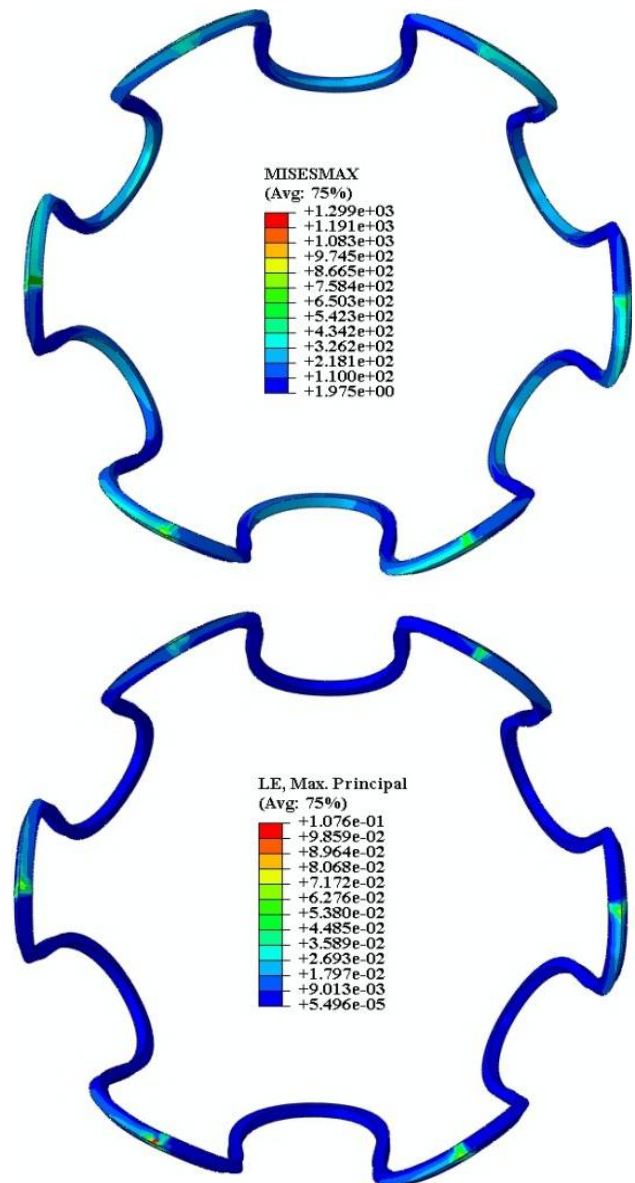 MISESMAX
(Avg: 75%)
+1.299e+03
+1.191e+03
+1.083e+03
+9.745e+02
+8.665e+02
+7.584e+02
+6.503e+02
+5.423e+02
+4.342e+02
+3.262e+02
+2.181e+02
+1.100e+02
+1.975e+00
LE, Max. Principal
(Avg: 75%)
+1.076e-01
+9.859e-02
+8.964e-02
+8.068e-02
+7.172e-02
+6.276e-02
+5.380e-02
+4.485e-02
+3.589e-02
+2.693e-02
+1.797e-02
+9.013e-03
+5.496e-05